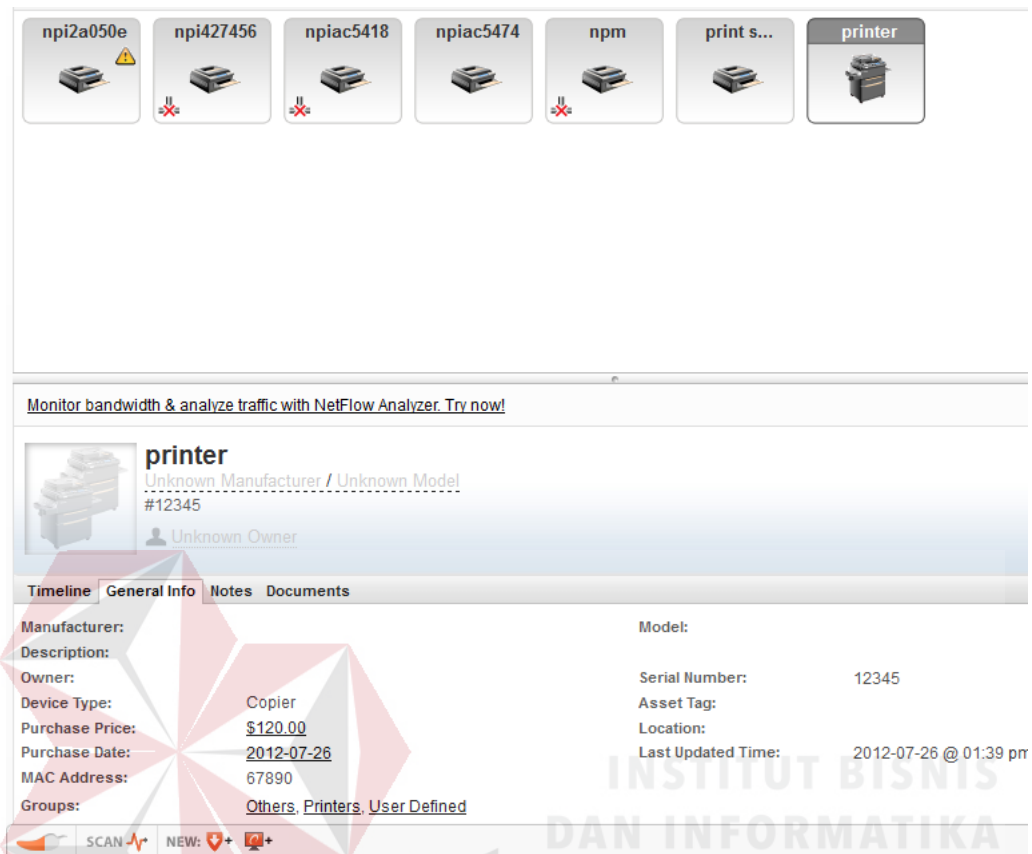 npi2a050e npi427456 npiac5418 npiac5474 npm print s... printer
Monitor bandwidth & analyze traffic with NetFlow Analyzer. Try now!
printer
Unknown Manufacturer / Unknown Model
#12345
Unknown Owner
Timeline General Info Notes Documents
Manufacturer: Model:
Description:
Owner: Serial Number: 12345
Device Type: Copier Asset Tag:
Purchase Price: $120.00 Location:
Purchase Date: 2012-07-26 Last Updated Time: 2012-07-26 @ 01:39 pm
MAC Address: 67890
Groups: Others, Printers, User Defined
INSTITUT BISNIS
DAN INFORMATIKA
SCAN NEW: + +